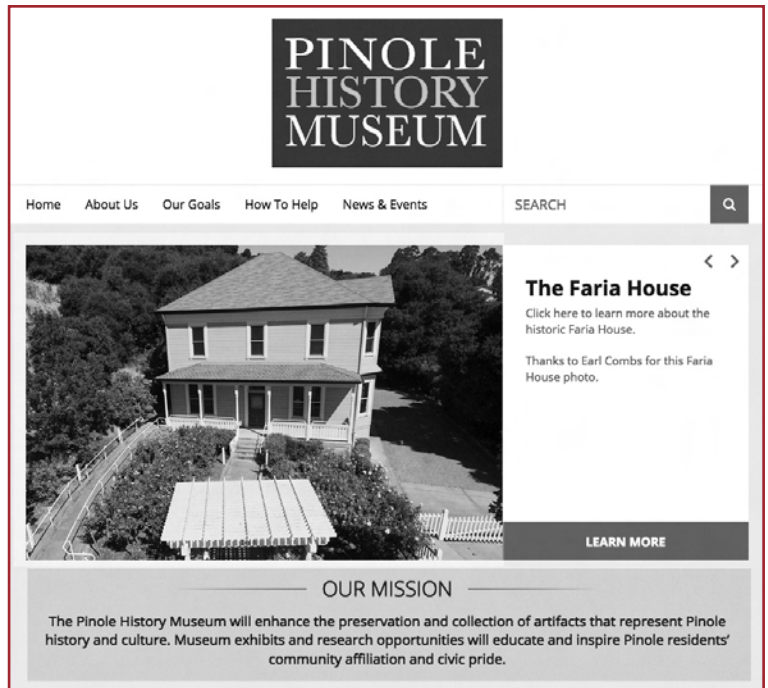 PINOLE
HISTORY
MUSEUM
Home About Us Our Goals How To Help News & Events SEARCH
The Faria House
Click here to learn more about the
historic Faria House.
Thanks to Earl Combs for this Faria
House photo.
LEARN MORE
OUR MISSION
The Pinole History Museum will enhance the preservation and collection of artifacts that represent Pinole
history and culture. Museum exhibits and research opportunities will educate and inspire Pinole residents’
community affiliation and civic pride.